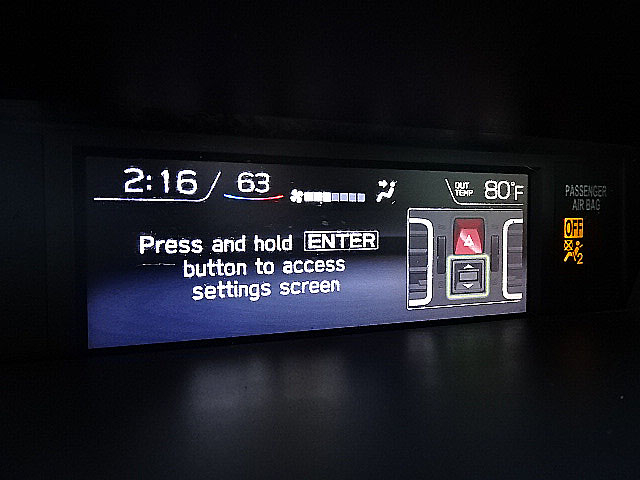 2:16 63 OUT TEMP 80°F
Press and hold ENTER
button to access
settings screen
PASSENGER
AIR BAG
OFF
2